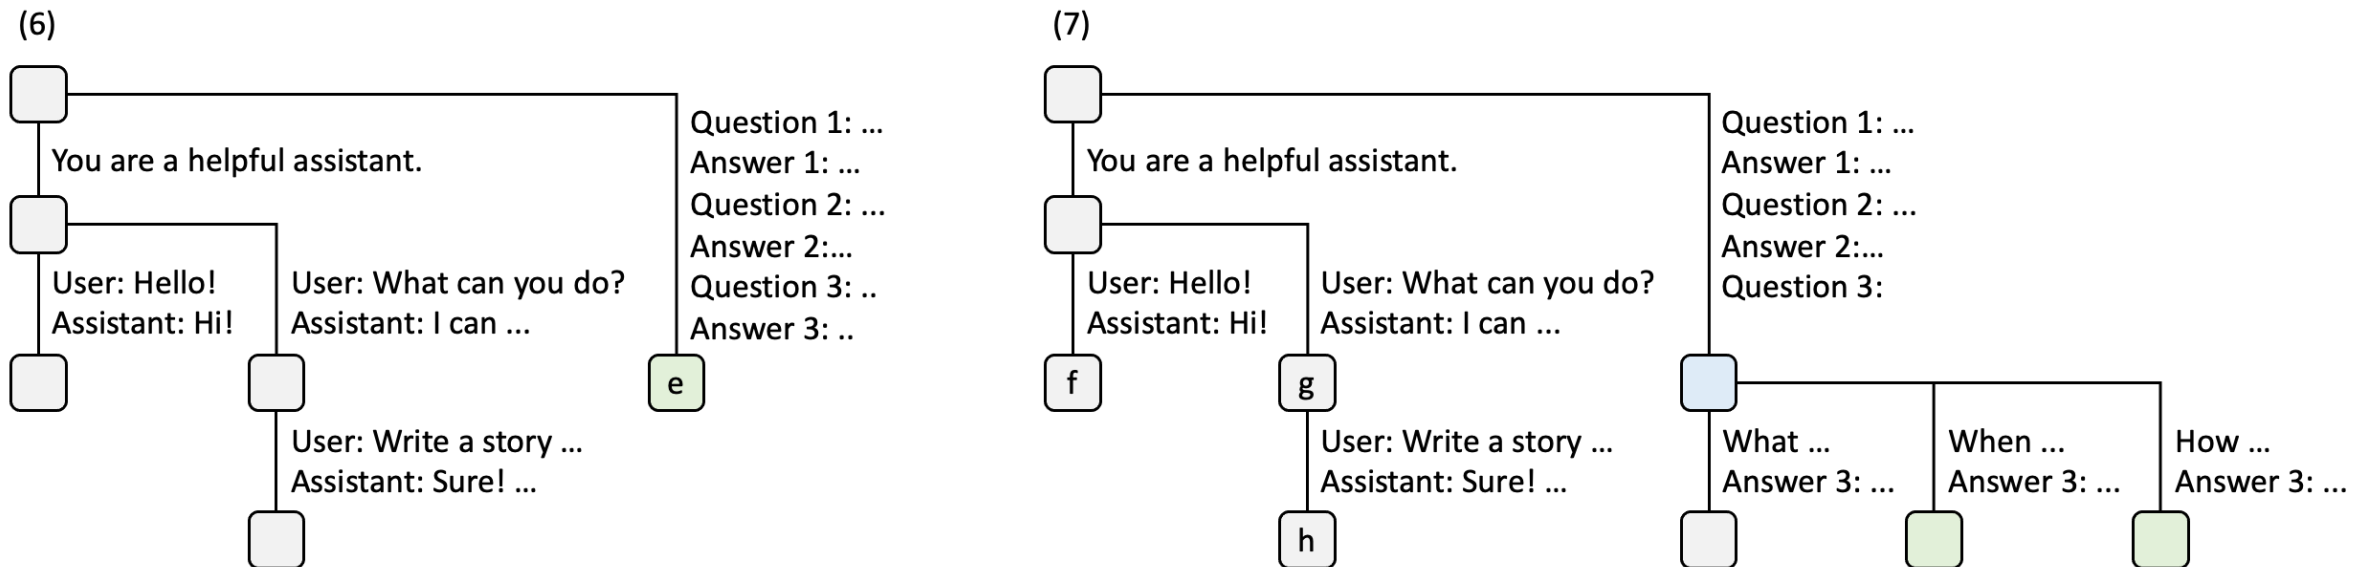 (6)
You are a helpful assistant.
User: Hello!
Assistant: Hi!
User: What can you do?
Assistant: I can ...
User: Write a story ...
Assistant: Sure! ...
Question 1: ...
Answer 1: ...
Question 2: ...
Answer 2:...
Question 3: ..
Answer 3: ..
e
(7)
You are a helpful assistant.
User: Hello!
Assistant: Hi!
f
User: What can you do?
Assistant: I can ...
g
User: Write a story ...
Assistant: Sure! ...
h
Question 1: ...
Answer 1: ...
Question 2: ...
Answer 2:...
Question 3:
What ...
Answer 3: ...
When ...
Answer 3: ...
How ...
Answer 3: ...